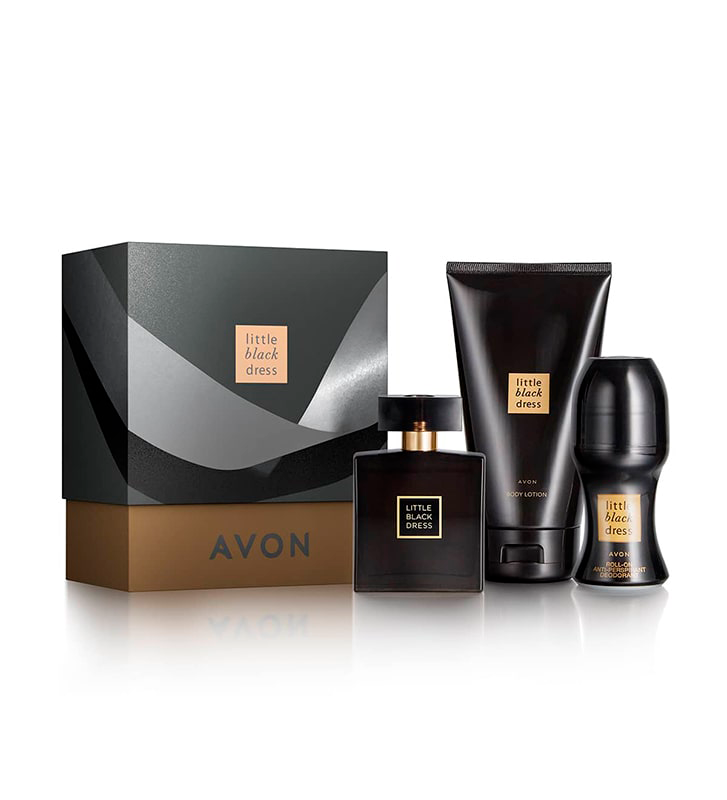 little
black
dress
AVON
LITTLE
BLACK
DRESS
little
black
dress
AVON
BODY LOTION
little
black
dress
AVON
ROLL-ON
ANTI-PERSPIRANT
DEODORANT